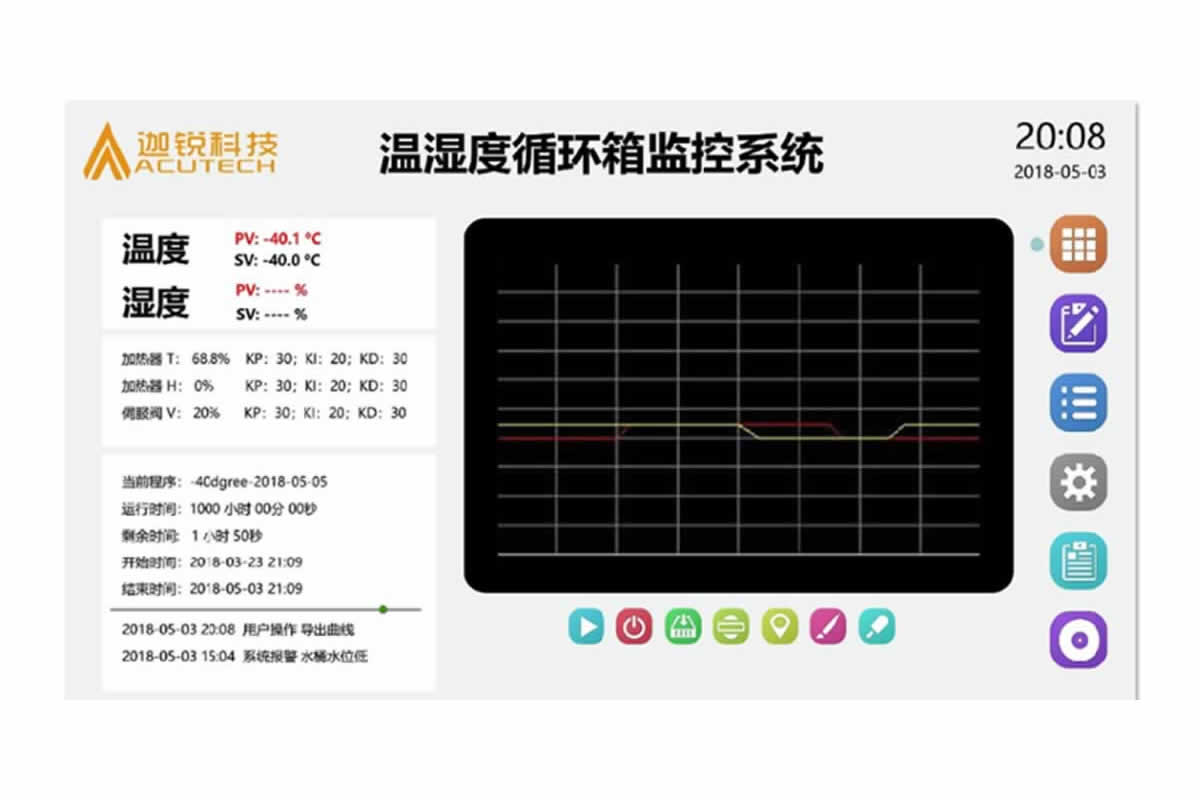 迦锐科技
ACUTECH
温湿度循环箱监控系统
20:08
2018-05-03
温度 PV: -40.1 ℃
SV: -40.0 ℃
湿度 PV: ---- %
SV: ---- %
加热器 T: 68.8% KP: 30; KI: 20; KD: 30
加热器 H: 0% KP: 30; KI: 20; KD: 30
伺服阀 V: 20% KP: 30; KI: 20; KD: 30
当前程序: -40dgree-2018-05-05
运行时间: 1000 小时 00分 00秒
剩余时间: 1 小时 50秒
开始时间: 2018-03-23 21:09
结束时间: 2018-05-03 21:09
2018-05-03 20:08 用户操作 导出曲线
2018-05-03 15:04 系统报警 水桶水位低